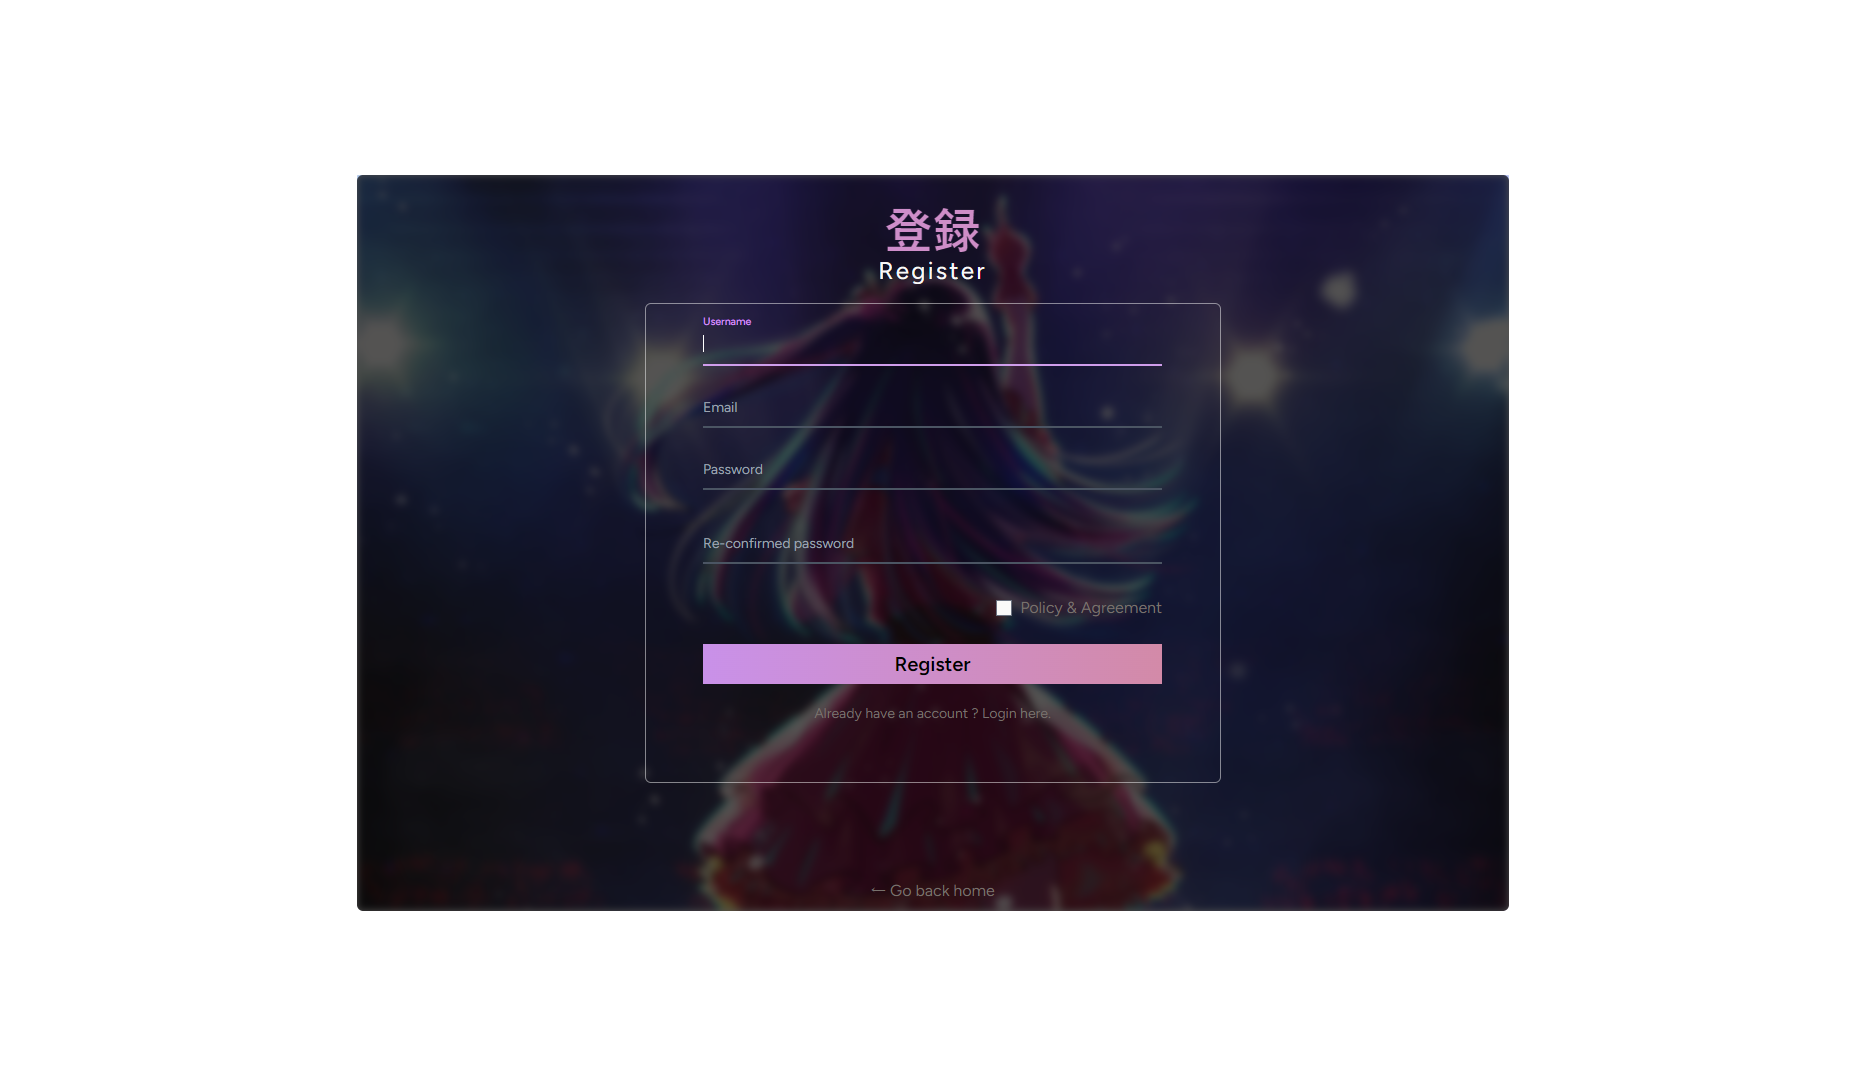 登録
Register
Username
Email
Password
Re-confirmed password
Policy & Agreement
Register
Already have an account ? Login here.
← Go back home